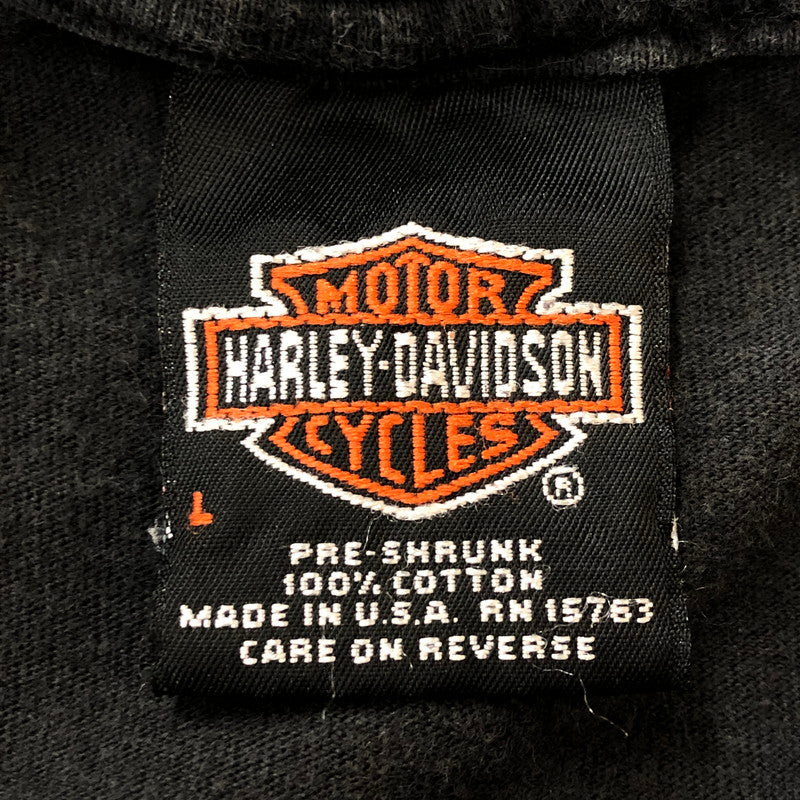 MOTOR
HARLEY-DAVIDSON
CYCLES
®
L
PRE-SHRUNK
100% COTTON
MADE IN U.S.A. RN 15763
CARE ON REVERSE